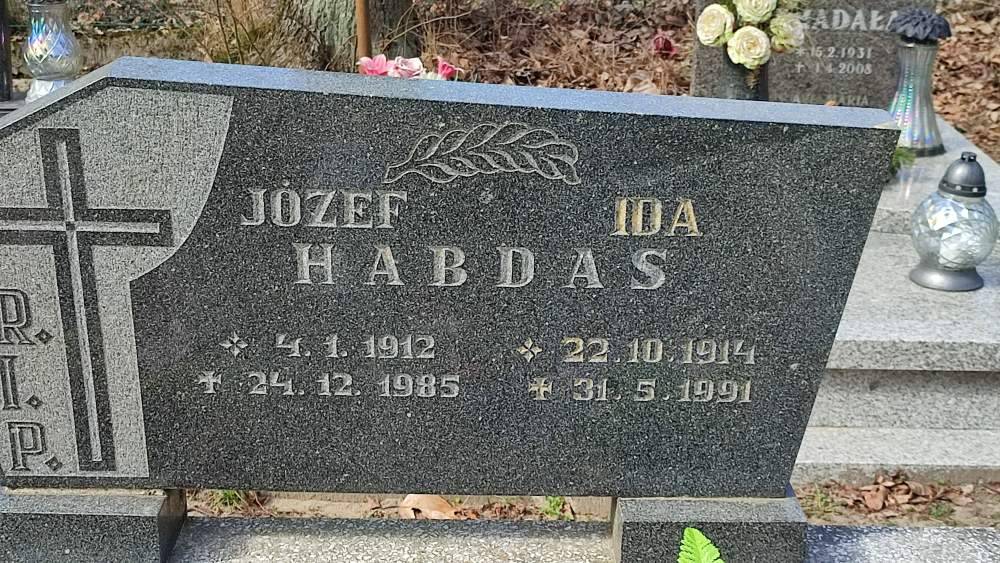 JÓZEF IDA
HABDAS
4. 1. 1912 22. 10. 1914
24. 12. 1985 31. 5. 1991
R.
I.
P.
15.2.1931
1.4.2008